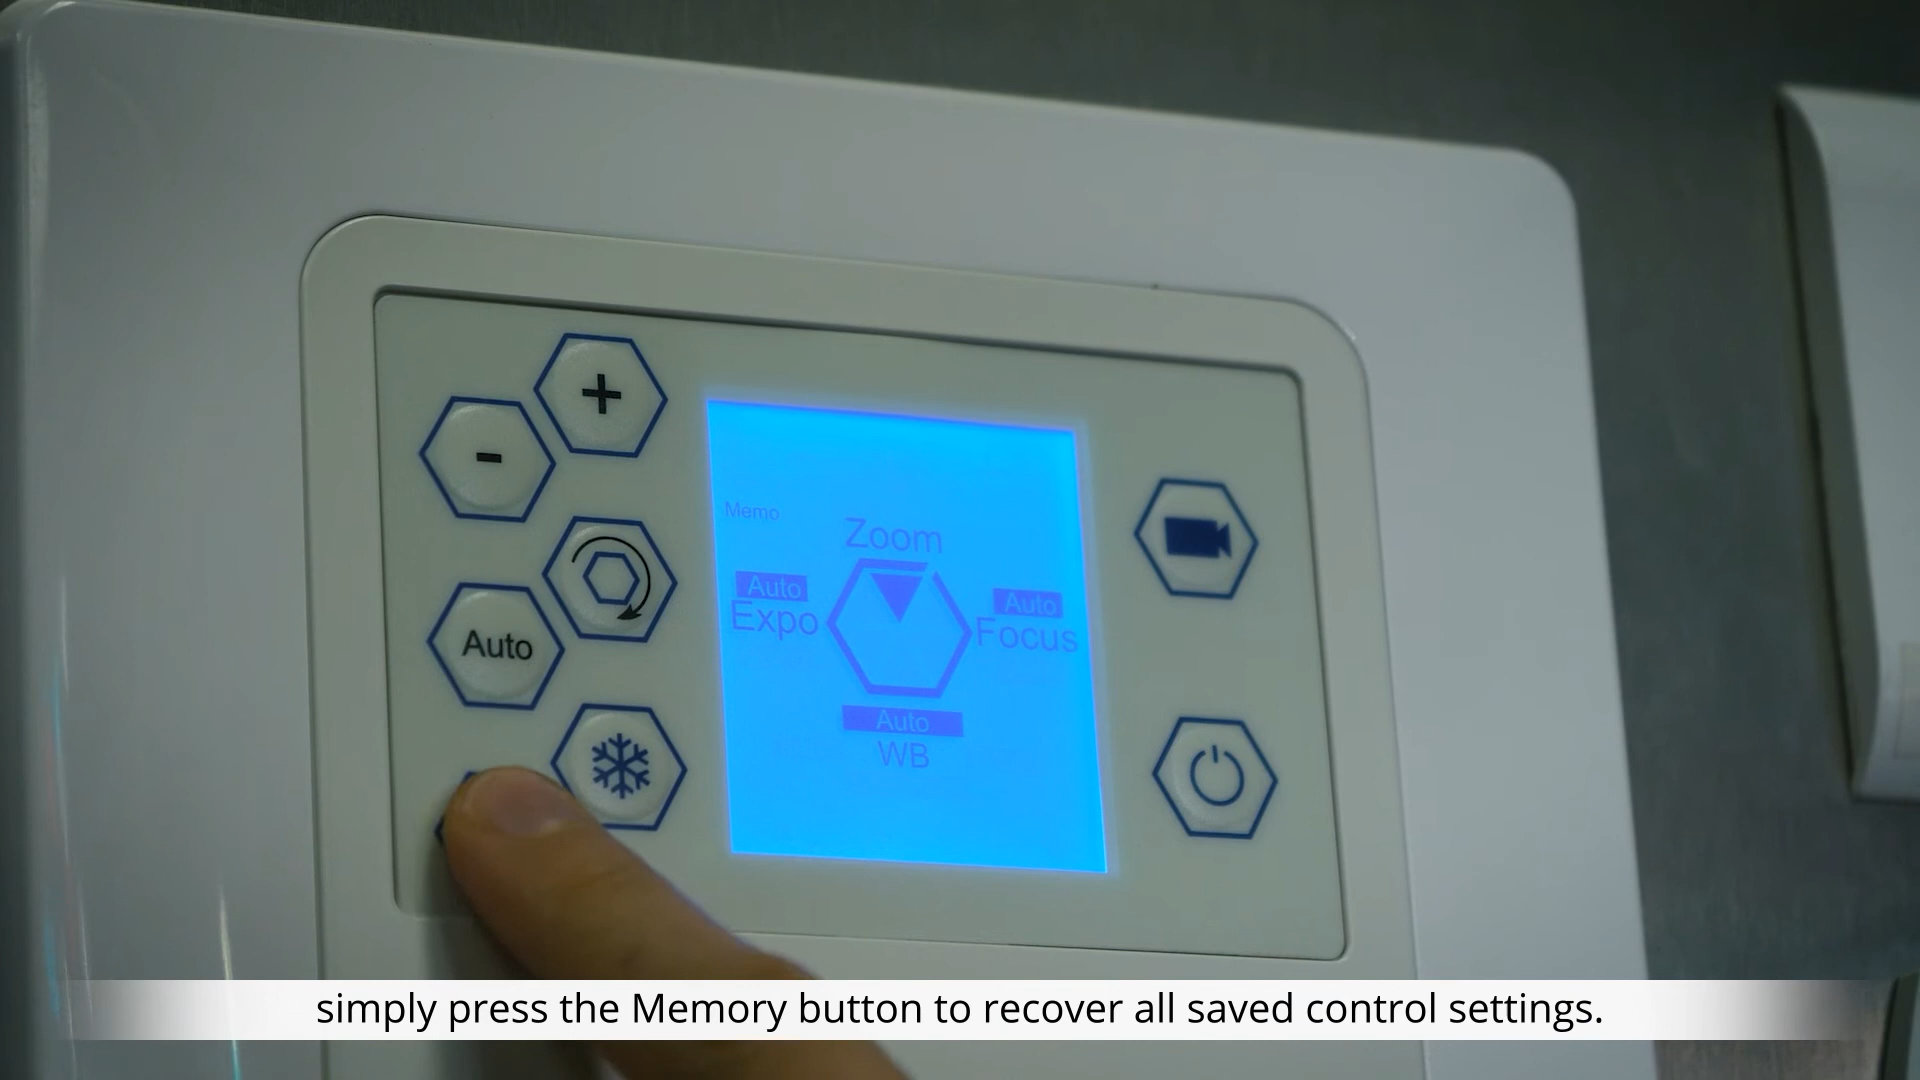 +
-
Auto
Memo
Zoom
Auto
Expo
Auto
Focus
Auto
WB
simply press the Memory button to recover all saved control settings.